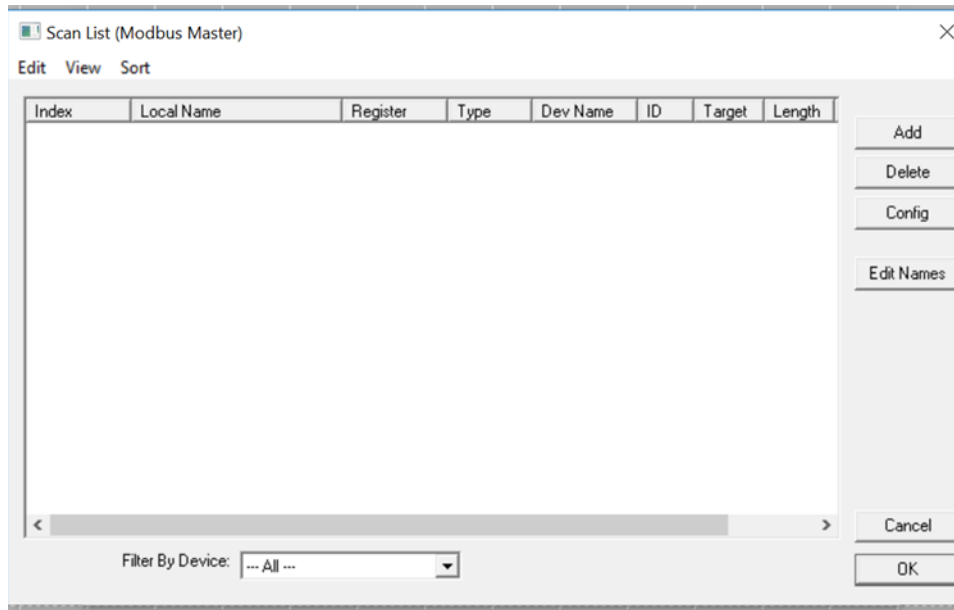 Scan List (Modbus Master)
Edit View Sort
Index Local Name Register Type Dev Name ID Target Length
Add
Delete
Config
Edit Names
Cancel
Filter By Device: --- All ---
OK